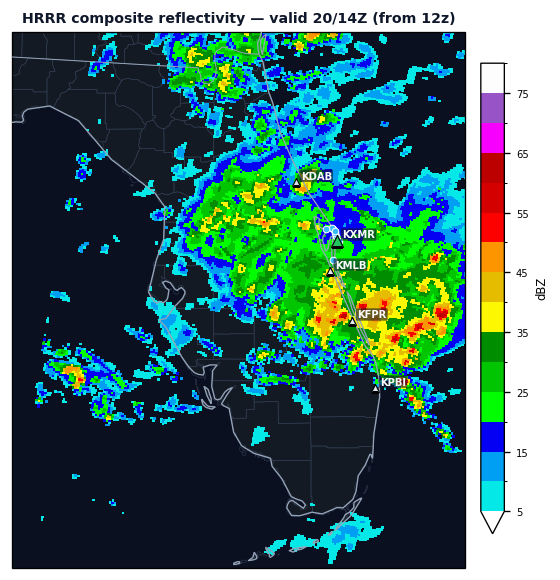 HRRR composite reflectivity — valid 20/14Z (from 12z)
KDAB
KXMR
KMLB
KFPR
KPBI
75
65
55
45
35
25
15
5
dBZ